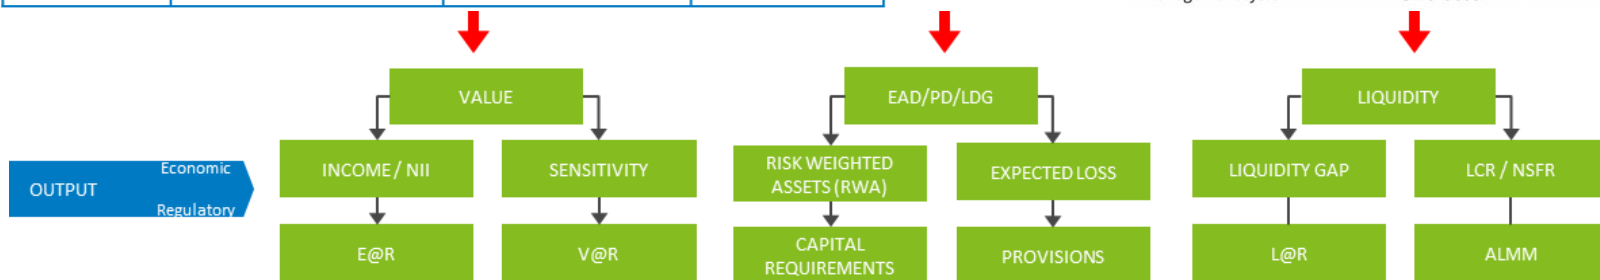 VALUE
EAD/PD/LDG
LIQUIDITY
OUTPUT
Economic
Regulatory
INCOME / NII
SENSITIVITY
RISK WEIGHTED
ASSETS (RWA)
EXPECTED LOSS
LIQUIDITY GAP
LCR / NSFR
E@R
V@R
CAPITAL
REQUIREMENTS
PROVISIONS
L@R
ALMM